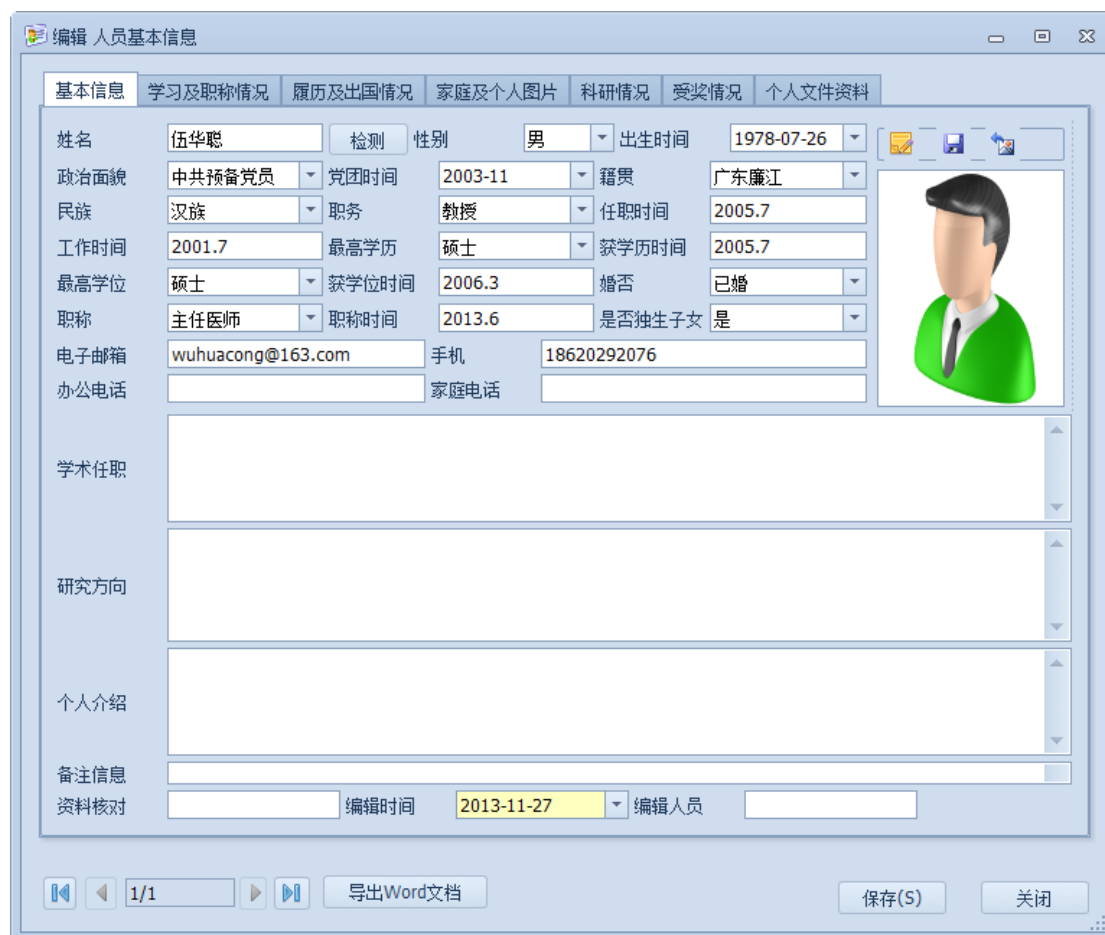 编辑 人员基本信息
基本信息 学习及职称情况 履历及出国情况 家庭及个人图片 科研情况 受奖情况 个人文件资料
姓名 伍华聪 检测 性别 男 出生时间 1978-07-26
政治面貌 中共预备党员 党团时间 2003-11 籍贯 广东廉江
民族 汉族 职务 教授 任职时间 2005.7
工作时间 2001.7 最高学历 硕士 获学历时间 2005.7
最高学位 硕士 获学位时间 2006.3 婚否 已婚
职称 主任医师 职称时间 2013.6 是否独生子女 是
电子邮箱 wuhuacong@163.com 手机 18620292076
办公电话 家庭电话
学术任职
研究方向
个人介绍
备注信息
资料核对 编辑时间 2013-11-27 编辑人员
1/1 导出Word文档 保存(S) 关闭